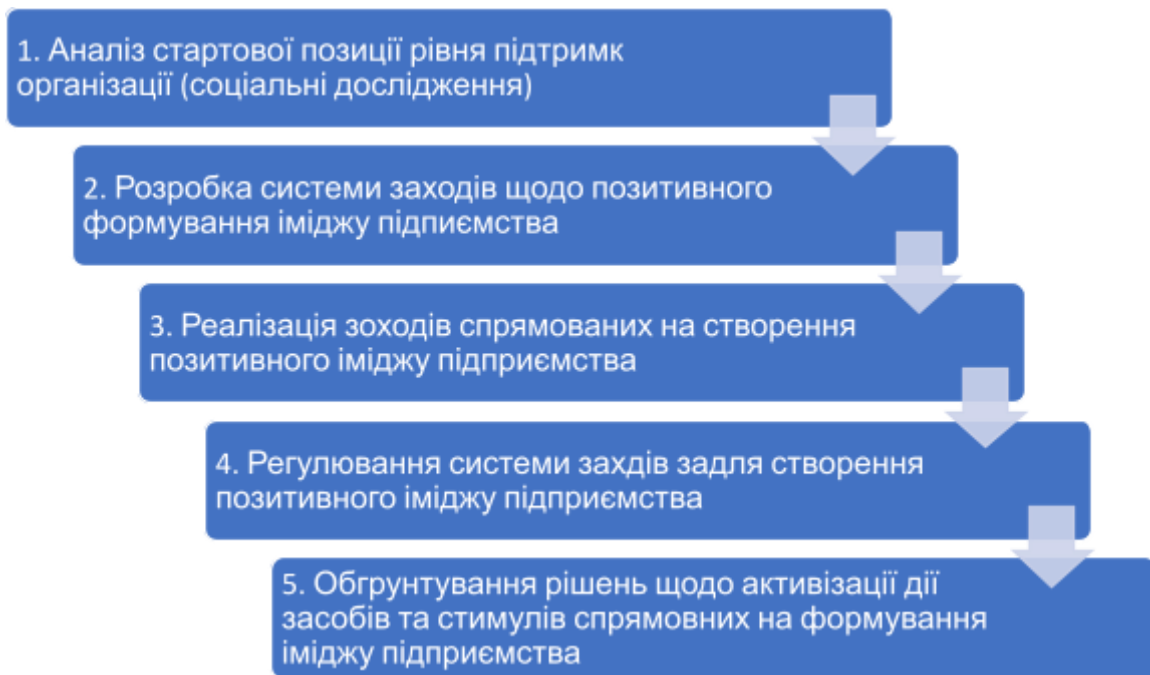 1. Аналіз стартової позиції рівня підтримк
організації (соціальні дослідження)
2. Розробка системи заходів щодо позитивного
формування іміджу підпиємства
3. Реалізація зоходів спрямованих на створення
позитивного іміджу підприємства
4. Регулювання системи захдів задля створення
позитивного іміджу підприємства
5. Обгрунтування рішень щодо активізації дії
засобів та стимулів спрямовних на формування
іміджу підприємства